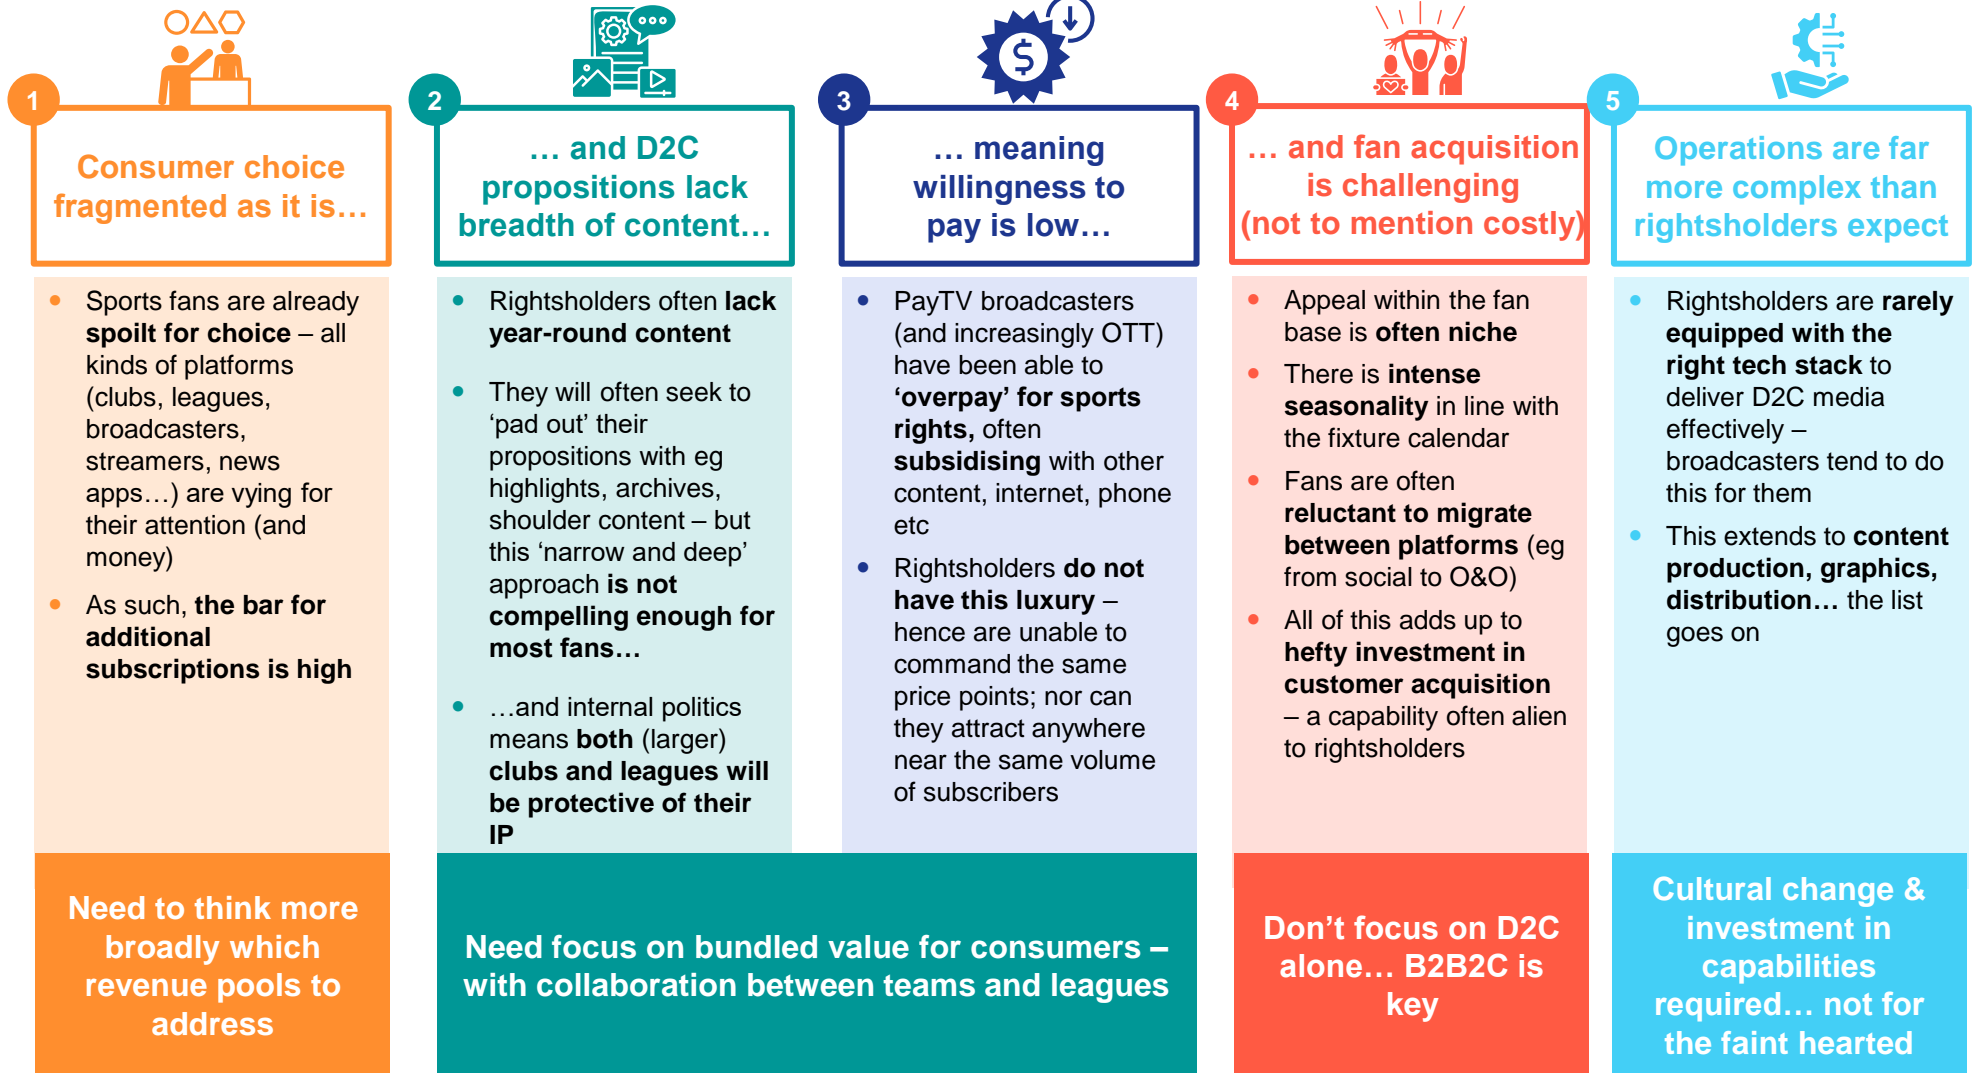 1
Consumer choice
fragmented as it is…
• Sports fans are already
spoilt for choice – all
kinds of platforms
(clubs, leagues,
broadcasters,
streamers, news
apps…) are vying for
their attention (and
money)
• As such, the bar for
additional
subscriptions is high
Need to think more
broadly which
revenue pools to
address
2
… and D2C
propositions lack
breadth of content…
• Rightsholders often lack
year-round content
• They will often seek to
‘pad out’ their
propositions with eg
highlights, archives,
shoulder content – but
this ‘narrow and deep’
approach is not
compelling enough for
most fans…
• …and internal politics
means both (larger)
clubs and leagues will
be protective of their
IP
3
$
… meaning
willingness to
pay is low…
• PayTV broadcasters
(and increasingly OTT)
have been able to
‘overpay’ for sports
rights, often
subsidising with other
content, internet, phone
etc
• Rightsholders do not
have this luxury –
hence are unable to
command the same
price points; nor can
they attract anywhere
near the same volume
of subscribers
Need focus on bundled value for consumers –
with collaboration between teams and leagues
4
… and fan acquisition
is challenging
(not to mention costly)
• Appeal within the fan
base is often niche
• There is intense
seasonality in line with
the fixture calendar
• Fans are often
reluctant to migrate
between platforms (eg
from social to O&O)
• All of this adds up to
hefty investment in
customer acquisition
– a capability often alien
to rightsholders
Don’t focus on D2C
alone… B2B2C is
key
5
Operations are far
more complex than
rightsholders expect
• Rightsholders are rarely
equipped with the
right tech stack to
deliver D2C media
effectively –
broadcasters tend to do
this for them
• This extends to content
production, graphics,
distribution… the list
goes on
Cultural change &
investment in
capabilities
required… not for
the faint hearted